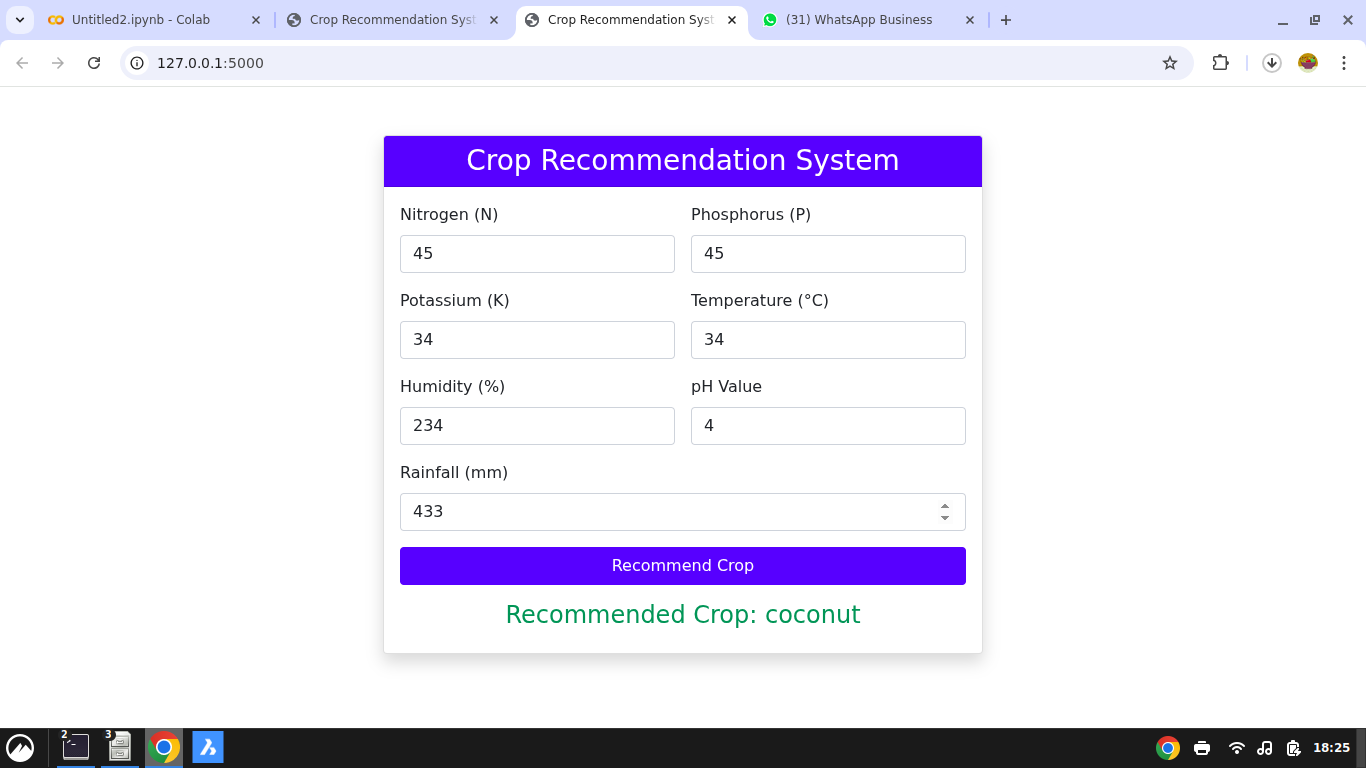 Untitled2.ipynb - Colab
Crop Recommendation Syst
Crop Recommendation Syst
(31) WhatsApp Business
127.0.0.1:5000
Crop Recommendation System
Nitrogen (N) Phosphorus (P)
45 45
Potassium (K) Temperature (°C)
34 34
Humidity (%) pH Value
234 4
Rainfall (mm)
433
Recommend Crop
Recommended Crop: coconut
2 3 18:25